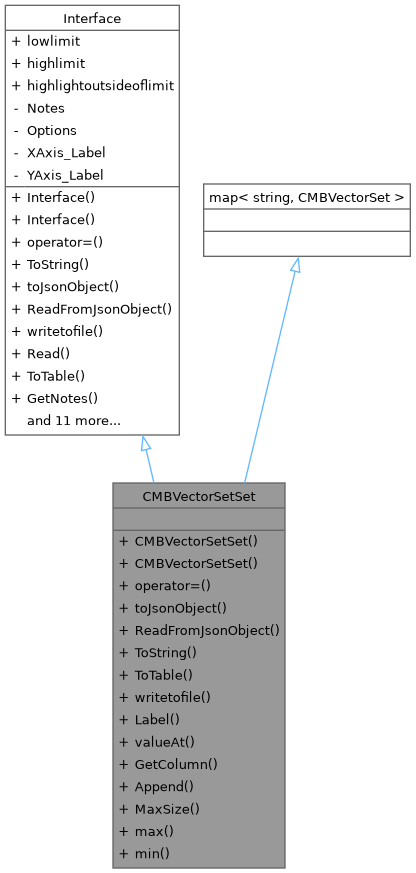 Interface
+ lowlimit
+ highlimit
+ highlightoutsideoflimit
- Notes
- Options
- XAxis_Label
- YAxis_Label
+ Interface()
+ Interface()
+ operator=()
+ ToString()
+ toJsonObject()
+ ReadFromJsonObject()
+ writetofile()
+ Read()
+ ToTable()
+ GetNotes()
and 11 more...
map< string, CMBVectorSet >
CMBVectorSetSet
+ CMBVectorSetSet()
+ CMBVectorSetSet()
+ operator=()
+ toJsonObject()
+ ReadFromJsonObject()
+ ToString()
+ ToTable()
+ writetofile()
+ Label()
+ valueAt()
+ GetColumn()
+ Append()
+ MaxSize()
+ max()
+ min()